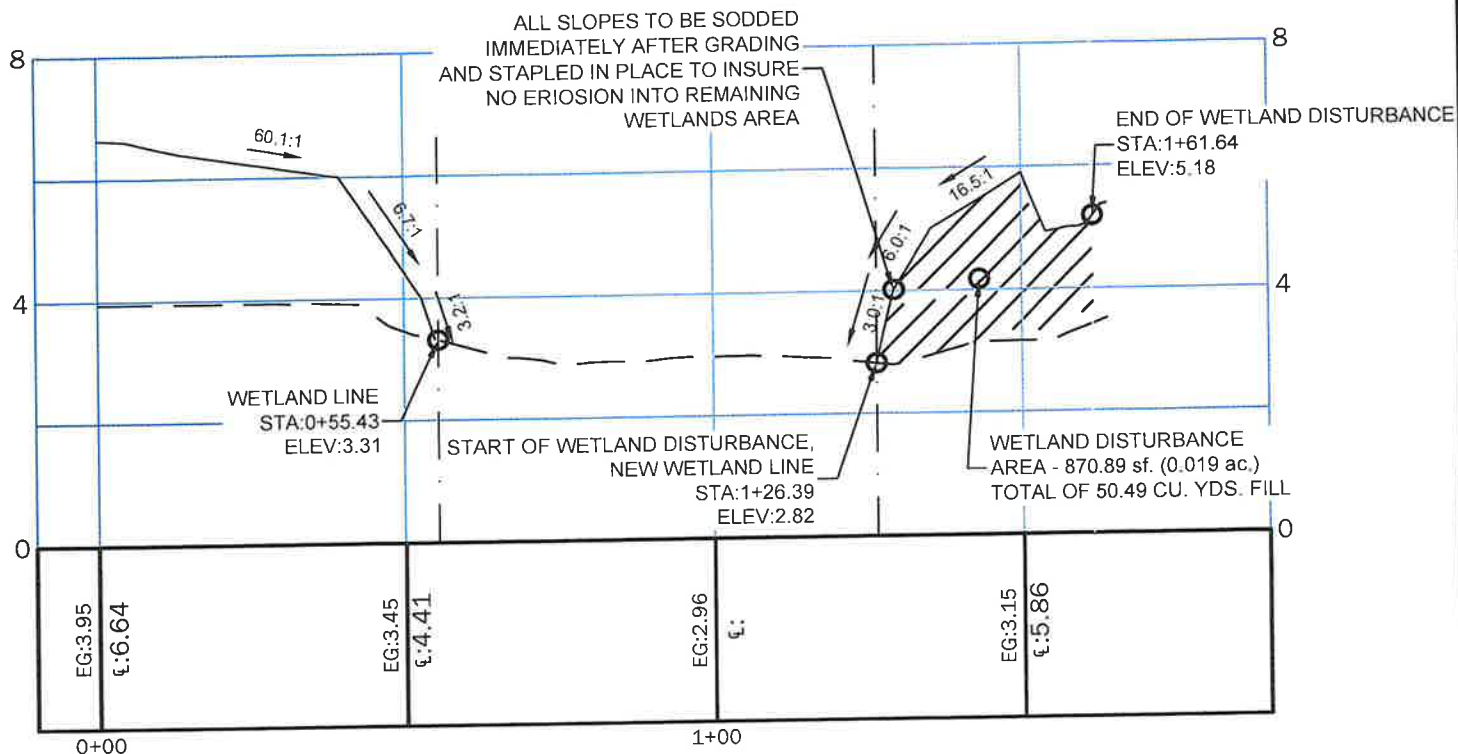 ALL SLOPES TO BE SODDED
IMMEDIATELY AFTER GRADING
AND STAPLED IN PLACE TO INSURE
NO ERIOSION INTO REMAINING
WETLANDS AREA
8
8
END OF WETLAND DISTURBANCE
STA:1+61.64
ELEV:5.18
60.1:1
6.7:1
3.2:1
16.5:1
6.0:1
3.0:1
4
4
WETLAND LINE
STA:0+55.43
ELEV:3.31
START OF WETLAND DISTURBANCE,
NEW WETLAND LINE
STA:1+26.39
ELEV:2.82
WETLAND DISTURBANCE
AREA - 870.89 sf. (0.019 ac.)
TOTAL OF 50.49 CU. YDS. FILL
0
0
EG:3.95
℄:6.64
EG:3.45
℄:4.41
EG:2.96
℄:
EG:3.15
℄:5.86
0+00
1+00